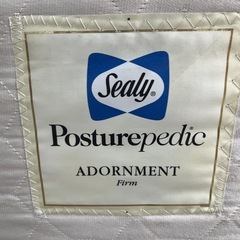 Sealy
Posturepedic
ADORNMENT
Firm